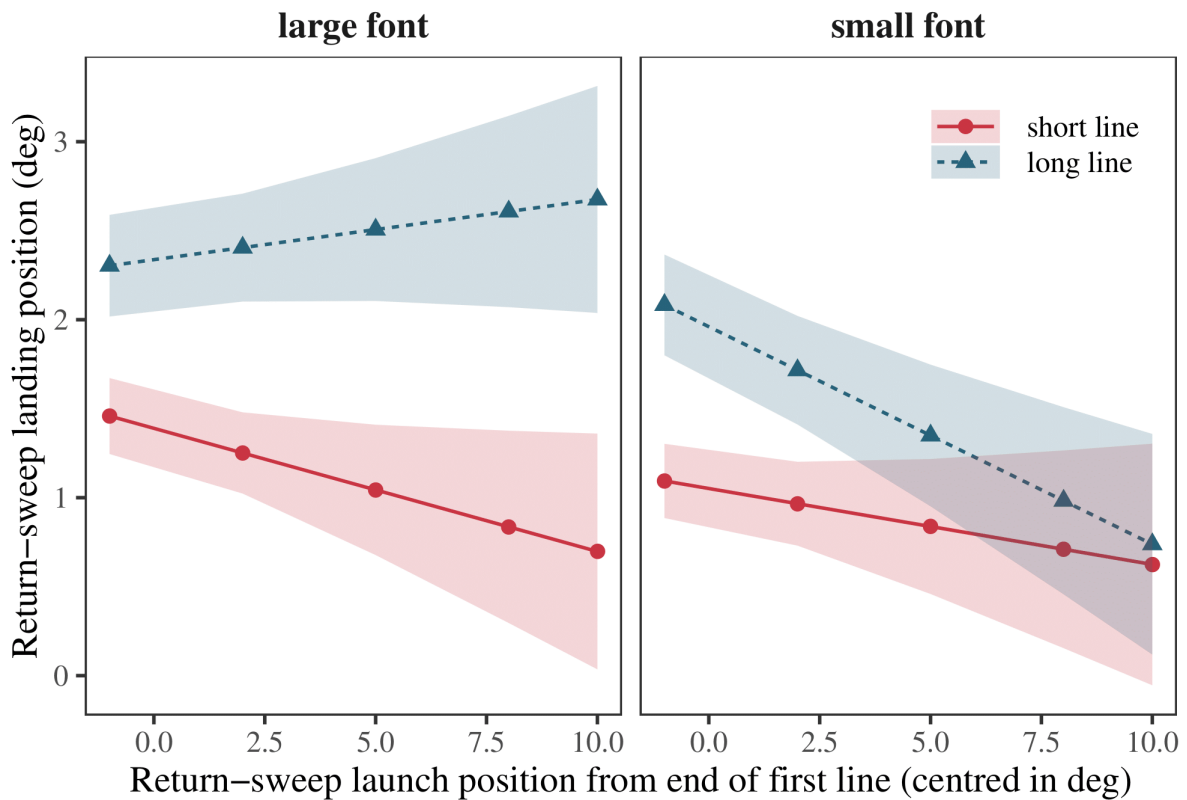 large font
small font
short line
long line
Return−sweep landing position (deg)
3
2
1
0
0.0 2.5 5.0 7.5 10.0
0.0 2.5 5.0 7.5 10.0
Return−sweep launch position from end of first line (centred in deg)